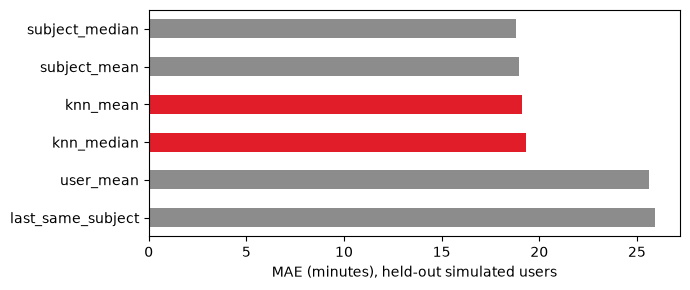 subject_median
subject_mean
knn_mean
knn_median
user_mean
last_same_subject
0 5 10 15 20 25
MAE (minutes), held-out simulated users